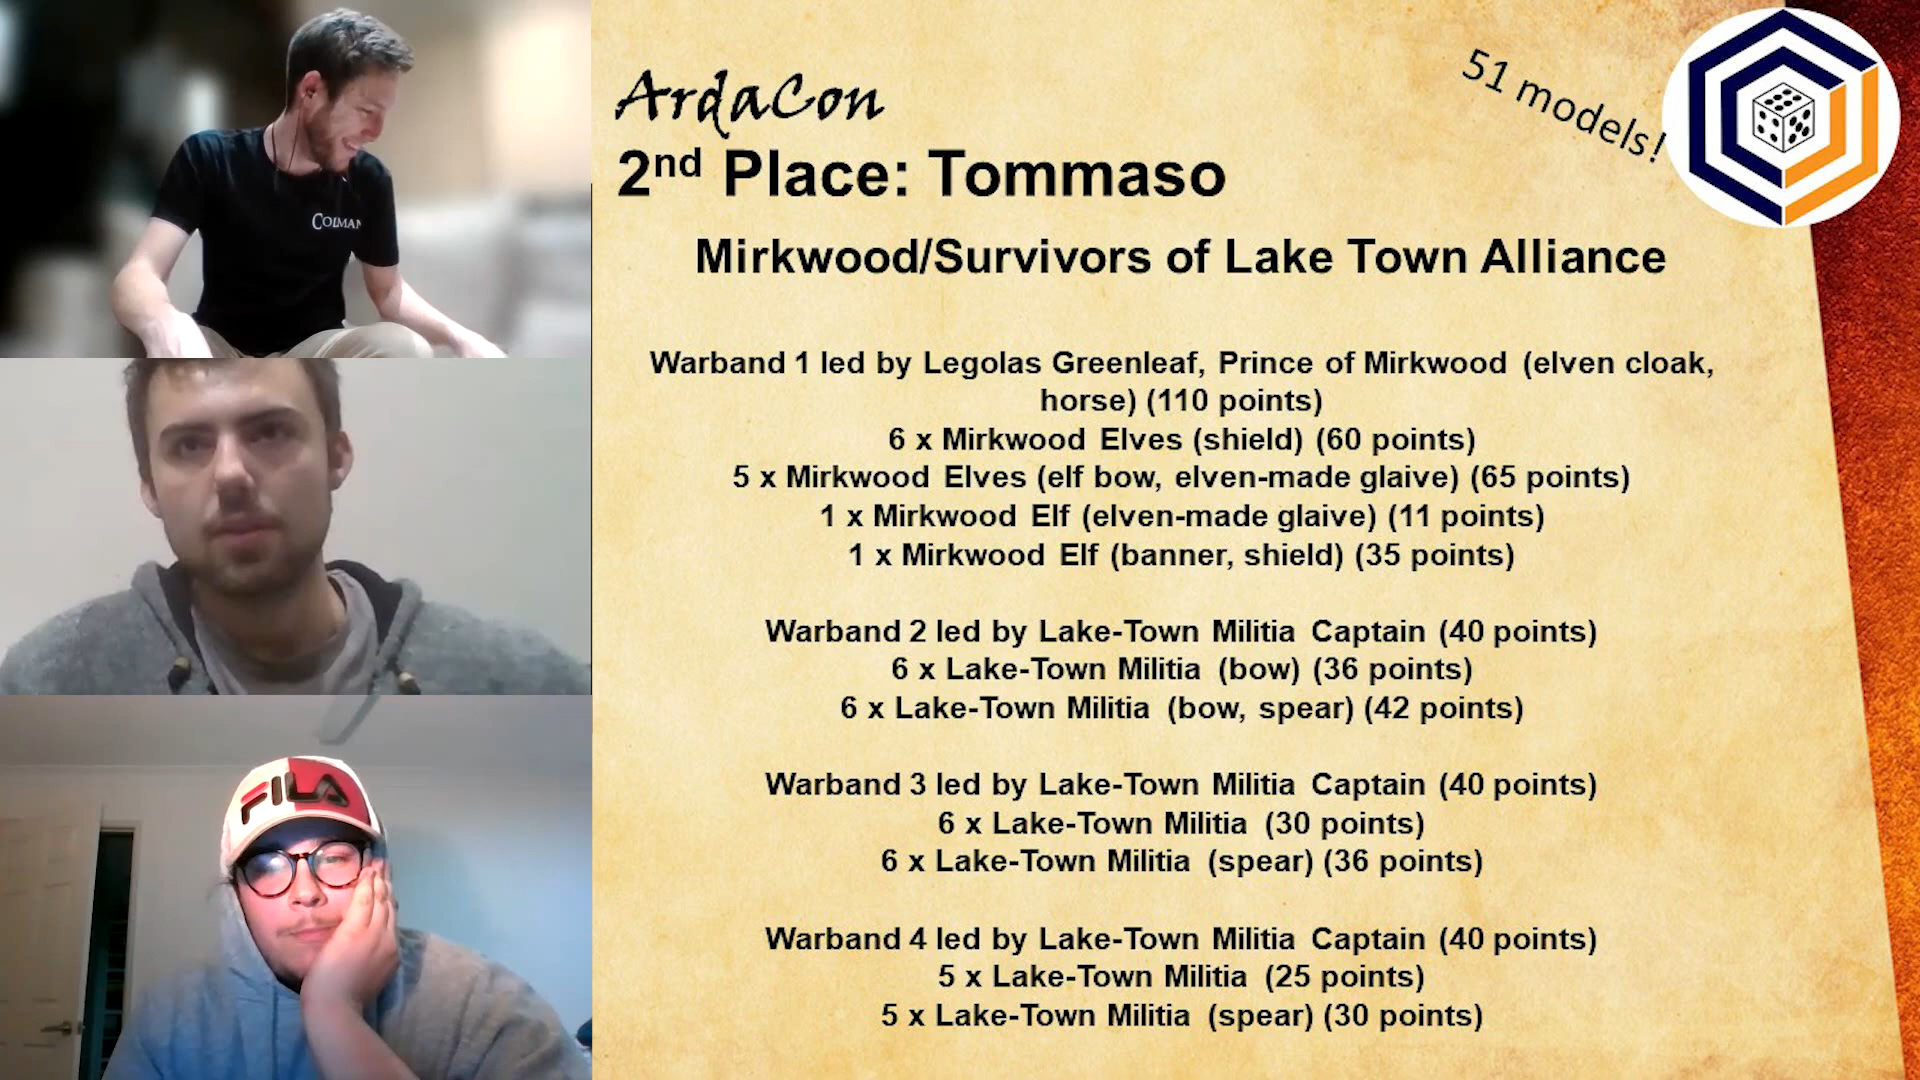 COLMAN
FILA
51 models!
ArdaCon
2nd Place: Tommaso
Mirkwood/Survivors of Lake Town Alliance
Warband 1 led by Legolas Greenleaf, Prince of Mirkwood (elven cloak,
horse) (110 points)
6 x Mirkwood Elves (shield) (60 points)
5 x Mirkwood Elves (elf bow, elven-made glaive) (65 points)
1 x Mirkwood Elf (elven-made glaive) (11 points)
1 x Mirkwood Elf (banner, shield) (35 points)
Warband 2 led by Lake-Town Militia Captain (40 points)
6 x Lake-Town Militia (bow) (36 points)
6 x Lake-Town Militia (bow, spear) (42 points)
Warband 3 led by Lake-Town Militia Captain (40 points)
6 x Lake-Town Militia (30 points)
6 x Lake-Town Militia (spear) (36 points)
Warband 4 led by Lake-Town Militia Captain (40 points)
5 x Lake-Town Militia (25 points)
5 x Lake-Town Militia (spear) (30 points)